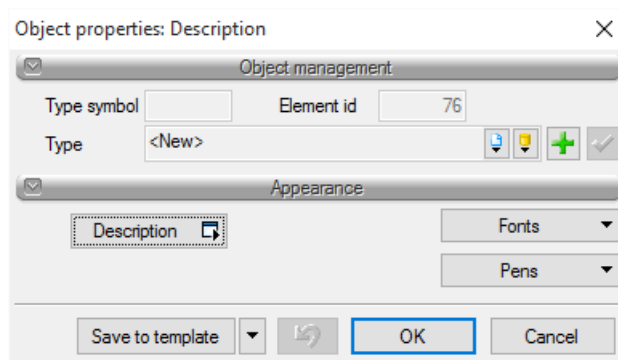 Object properties: Description
Object management
Type symbol Element id 76
Type <New>
Appearance
Description Fonts
Pens
Save to template OK Cancel